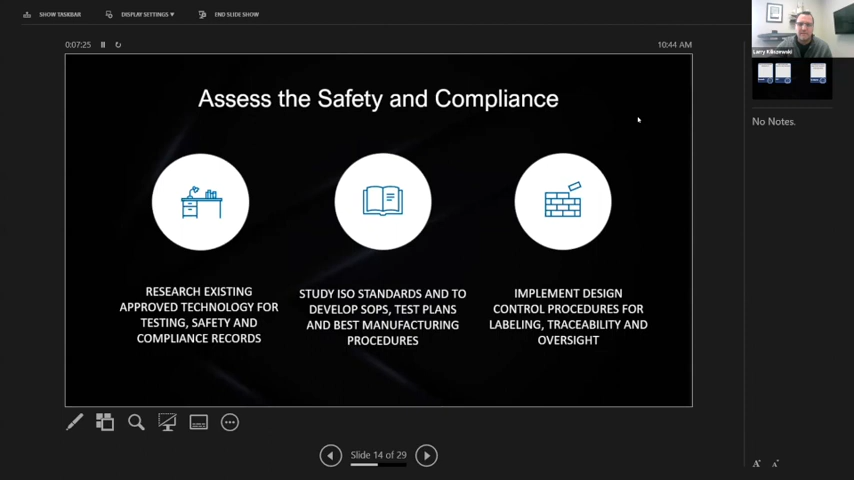 SHOW TASKBAR
DISPLAY SETTINGS ▼
END SLIDE SHOW
0:07:25
10:44 AM
Assess the Safety and Compliance
RESEARCH EXISTING
APPROVED TECHNOLOGY FOR
TESTING, SAFETY AND
COMPLIANCE RECORDS
STUDY ISO STANDARDS AND TO
DEVELOP SOPS, TEST PLANS
AND BEST MANUFACTURING
PROCEDURES
IMPLEMENT DESIGN
CONTROL PROCEDURES FOR
LABELING, TRACEABILITY AND
OVERSIGHT
Slide 14 of 29
Larry
No Notes.
A A